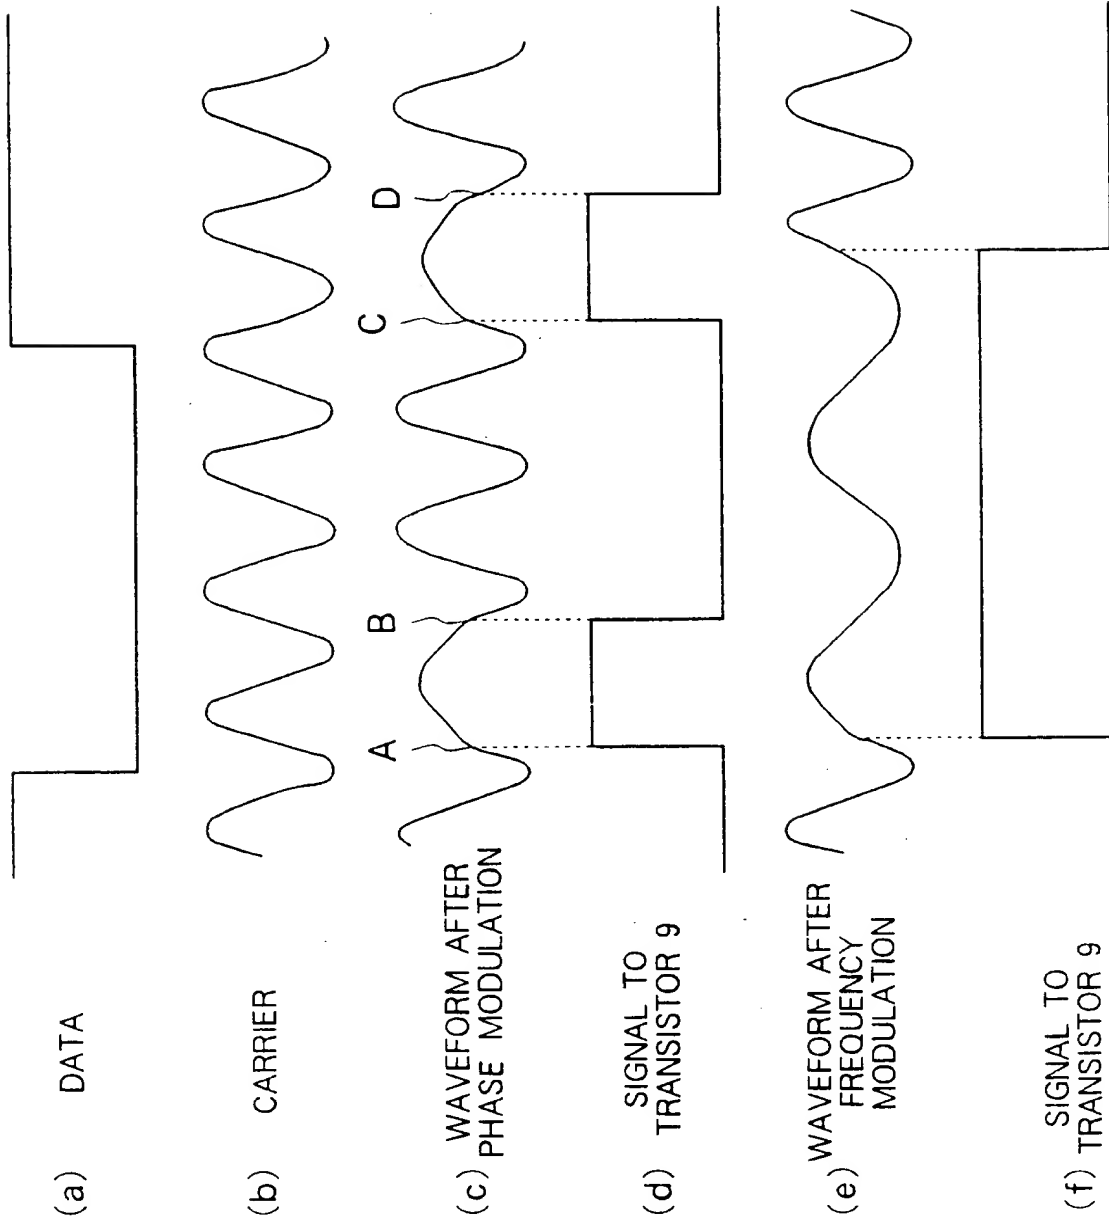 (a) DATA
(b) CARRIER
(c) WAVEFORM AFTER
PHASE MODULATION
A
B
C
D
(d) SIGNAL TO
TRANSISTOR 9
(e) WAVEFORM AFTER
FREQUENCY
MODULATION
(f) SIGNAL TO
TRANSISTOR 9